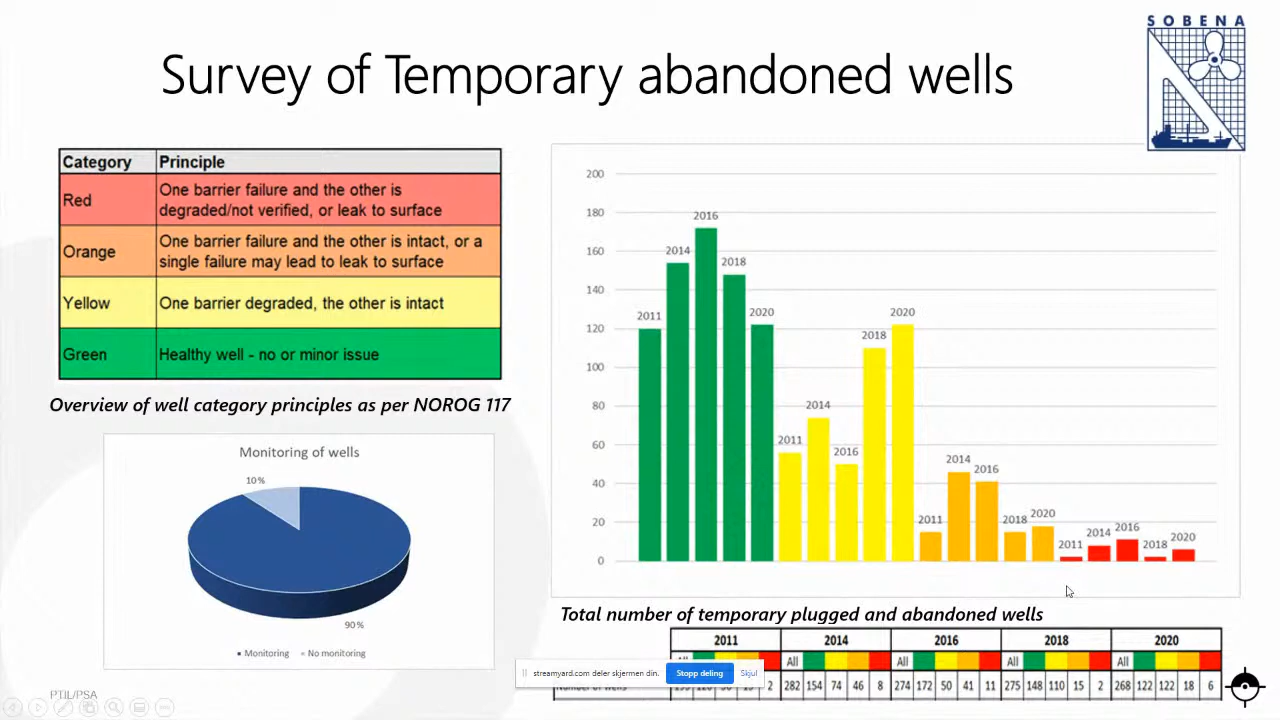 SOBENA
Survey of Temporary abandoned wells
Category Principle
Red One barrier failure and the other is
degraded/not verified, or leak to surface
Orange One barrier failure and the other is intact, or a
single failure may lead to leak to surface
Yellow One barrier degraded, the other is intact
Green Healthy well - no or minor issue
Overview of well category principles as per NOROG 117
Monitoring of wells
10%
90%
Monitoring No monitoring
200
180
160
140
120
100
80
60
40
20
0
2011 2014 2016 2018 2020
2011 2014 2016 2018 2020
2011 2014 2016 2018 2020
2011 2014 2016 2018 2020
Total number of temporary plugged and abandoned wells
2011 2014 2016 2018 2020
All All All All All
282 154 74 46 8 274 172 50 41 11 275 148 110 15 2 268 122 122 18 6
streamyard.com deler skjermen din. Stopp deling Skjul
PTIL/PSA